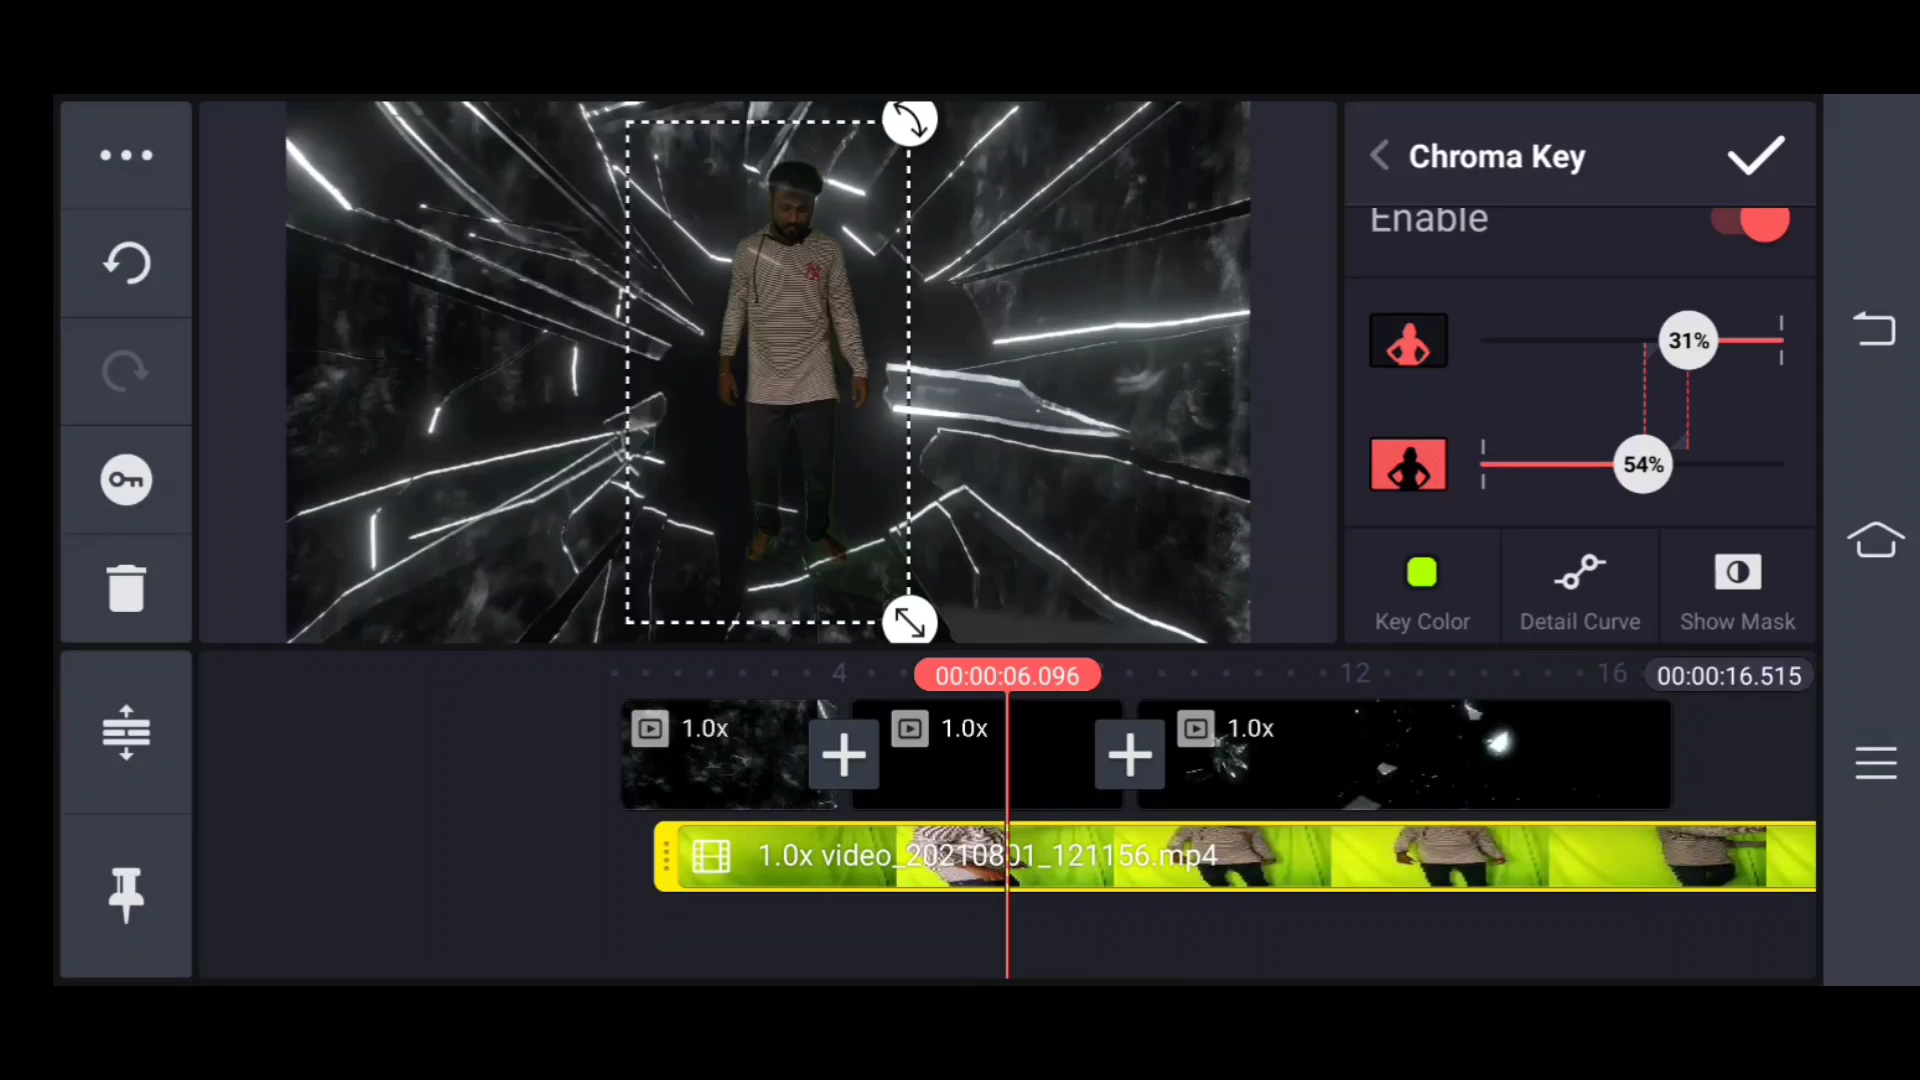 Chroma Key
Enable
31%
54%
Key Color
Detail Curve
Show Mask
4
00:00:06.096
12
16
00:00:16.515
1.0x
1.0x
1.0x
1.0x video_20210801_121156.mp4